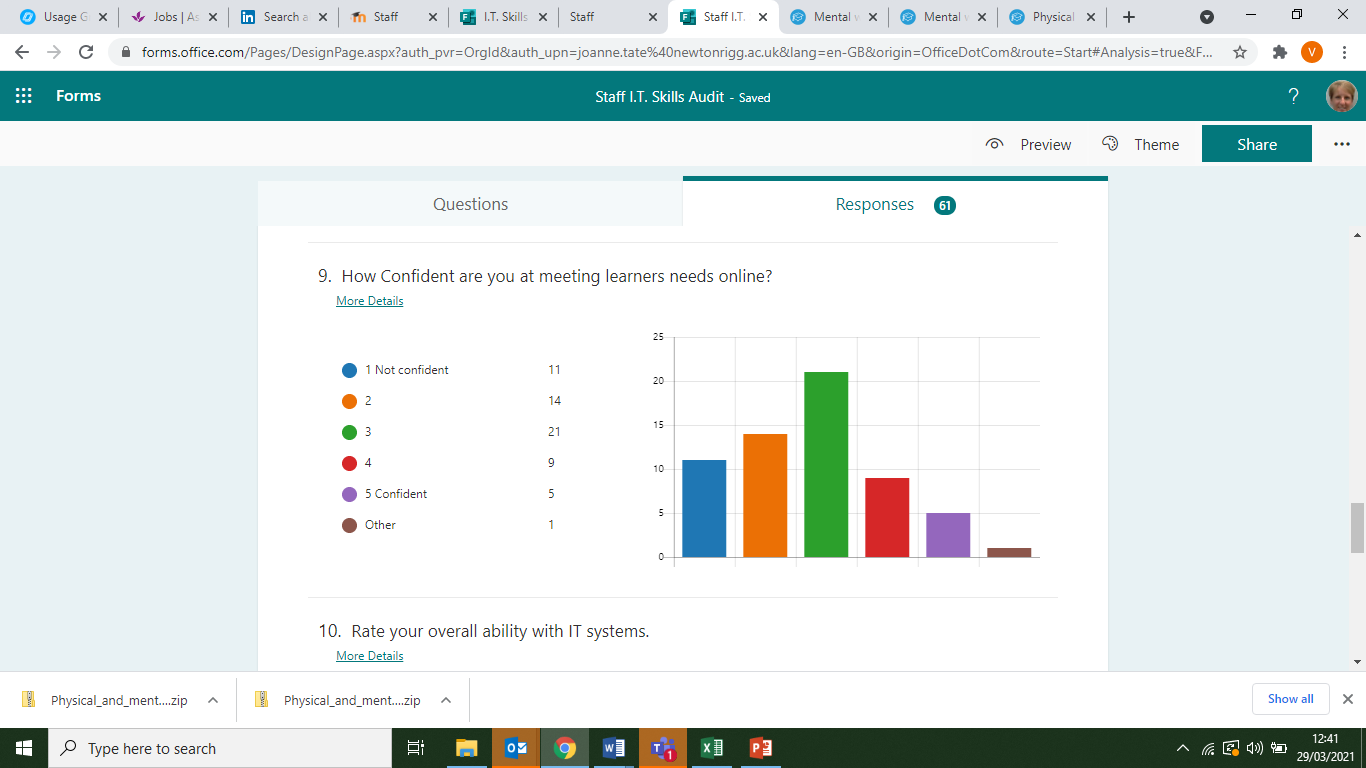 Usage G
Jobs | As
Search a
Staff
I.T. Skills
Staff
Staff I.T.
Mental w
Mental w
Physical
forms.office.com/Pages/DesignPage.aspx?auth_pvr=OrgId&auth_upn=joanne.tate%40newtonrigg.ac.uk&lang=en-GB&origin=OfficeDotCom&route=Start#Analysis=true&F...
V
Forms
Staff I.T. Skills Audit - Saved
?
Preview
Theme
Share
Questions
Responses 61
9. How Confident are you at meeting learners needs online?
More Details
1 Not confident 11
2 14
3 21
4 9
5 Confident 5
Other 1
25
20
15
10
5
0
10. Rate your overall ability with IT systems.
More Details
Physical_and_ment....zip
Physical_and_ment....zip
Show all
Type here to search
1
12:41
29/03/2021